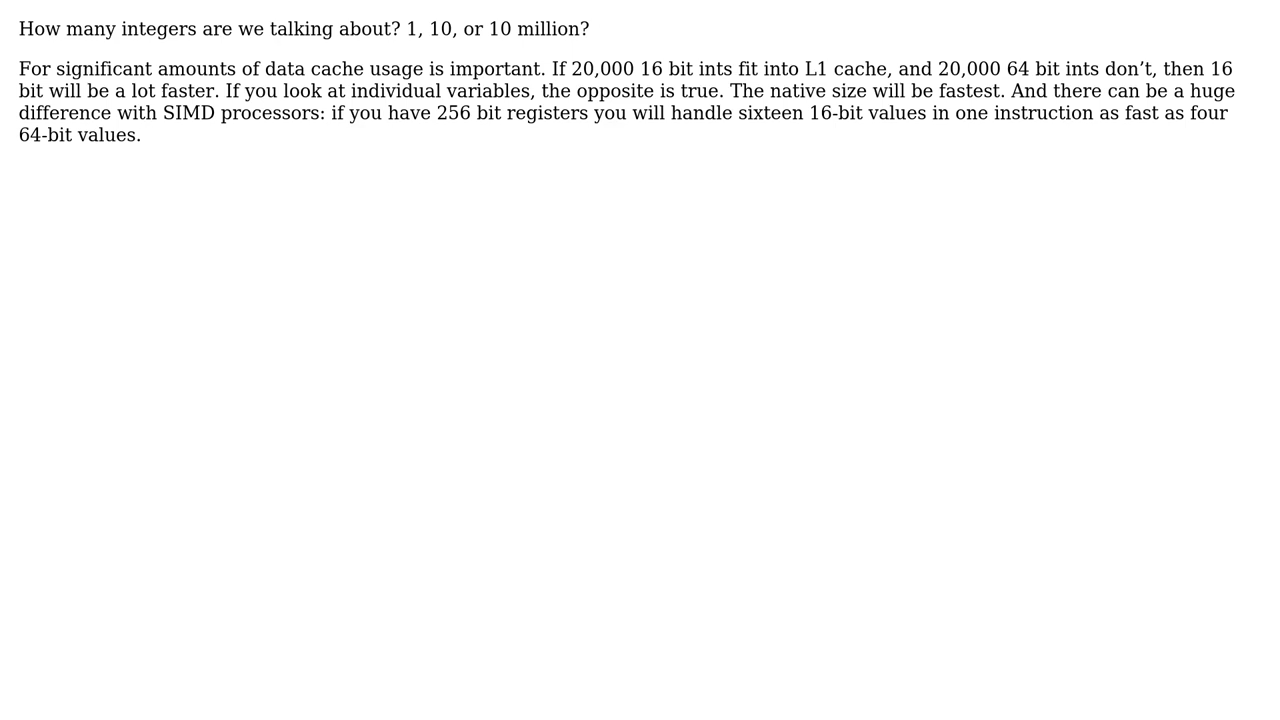 How many integers are we talking about? 1, 10, or 10 million?
For significant amounts of data cache usage is important. If 20,000 16 bit ints fit into L1 cache, and 20,000 64 bit ints don’t, then 16
bit will be a lot faster. If you look at individual variables, the opposite is true. The native size will be fastest. And there can be a huge
difference with SIMD processors: if you have 256 bit registers you will handle sixteen 16-bit values in one instruction as fast as four
64-bit values.